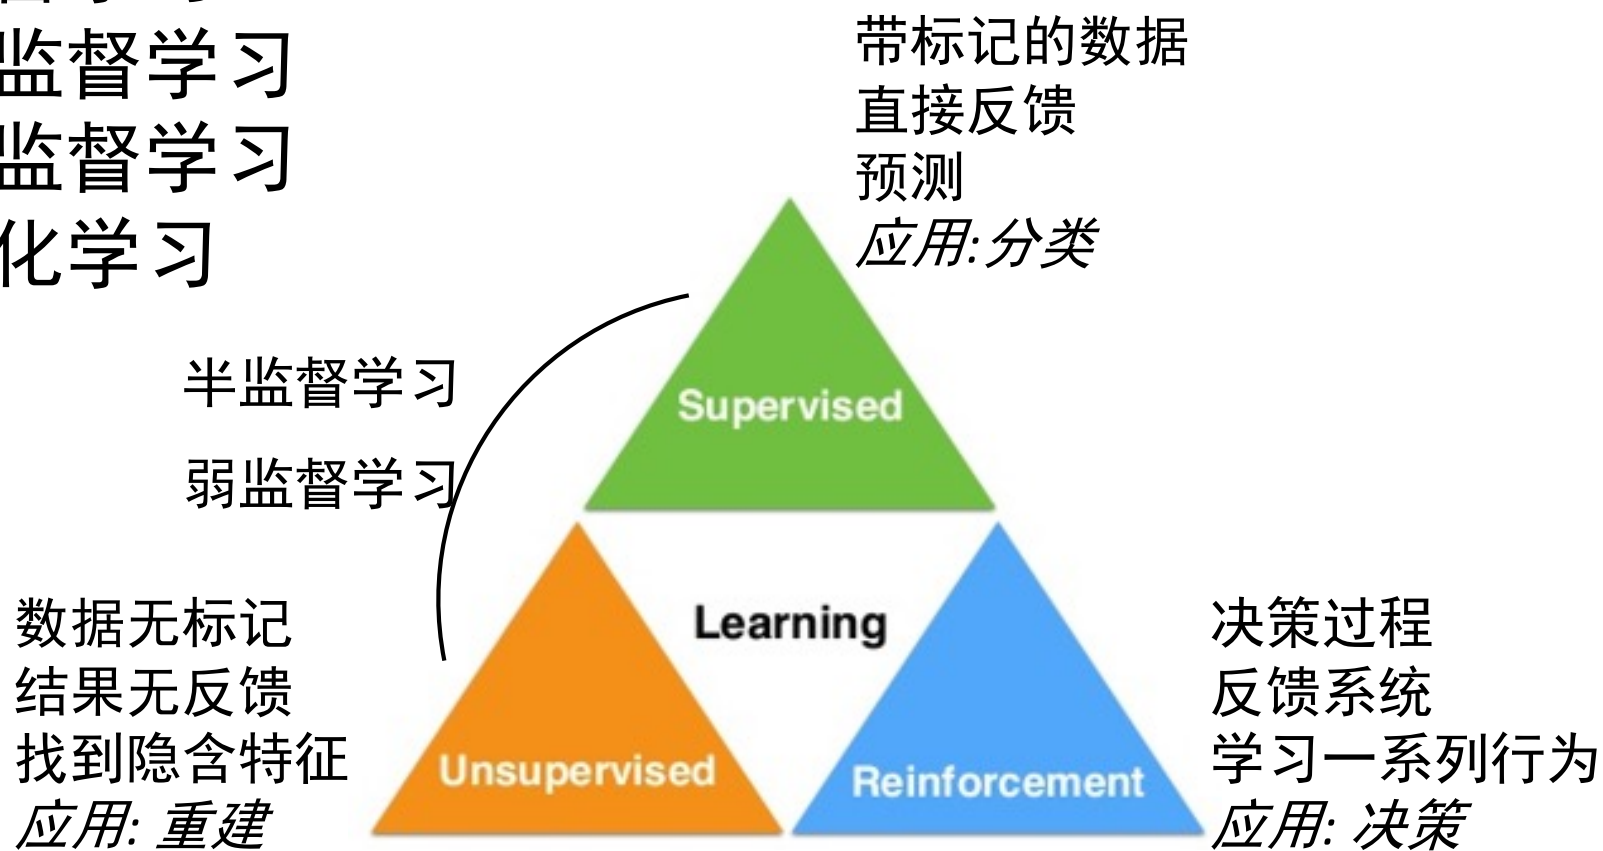 监督学习
监督学习
化学习
带标记的数据
直接反馈
预测
应用:分类
半监督学习
弱监督学习
Supervised
Learning
数据无标记
结果无反馈
找到隐含特征
应用: 重建
Unsupervised
Reinforcement
决策过程
反馈系统
学习一系列行为
应用: 决策